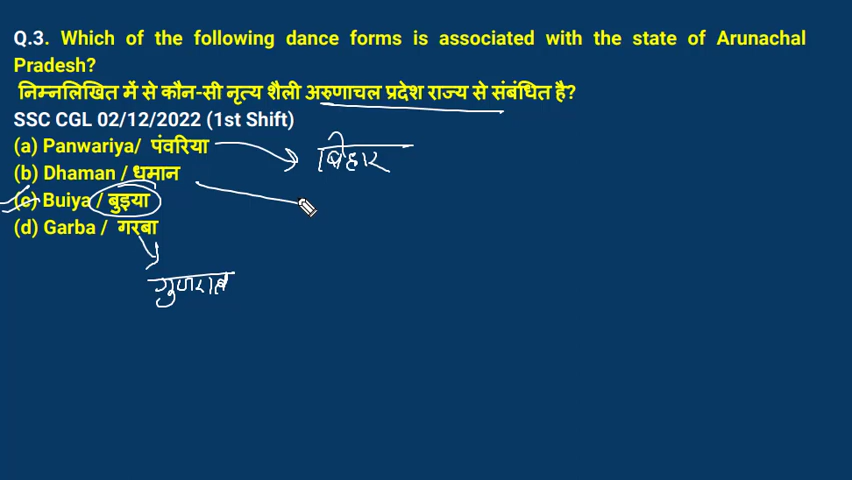 Q.3. Which of the following dance forms is associated with the state of Arunachal
Pradesh?
निम्नलिखित में से कौन-सी नृत्य शैली अरुणाचल प्रदेश राज्य से संबंधित है?
SSC CGL 02/12/2022 (1st Shift)
(a) Panwariya/ पंवरिया
बिहार
(b) Dhaman / धमान
(c) Buiya / बुइया
(d) Garba / गरबा
गुजरात